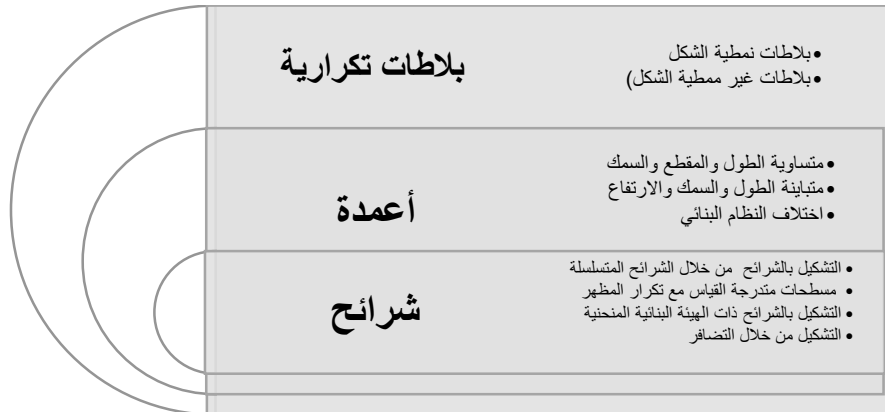 بلاطات تكرارية
•بلاطات نمطية الشكل
•بلاطات غير ممطية الشكل)
أعمدة
•متساوية الطول والمقطع والسمك
•متباينة الطول والسمك والارتفاع
•اختلاف النظام البنائي
شرائح
• التشكيل بالشرائح من خلال الشرائح المتسلسلة
• مسطحات متدرجة القياس مع تكرار المظهر
• التشكيل بالشرائح ذات الهيئة البنائية المنحنية
• التشكيل من خلال التضافر